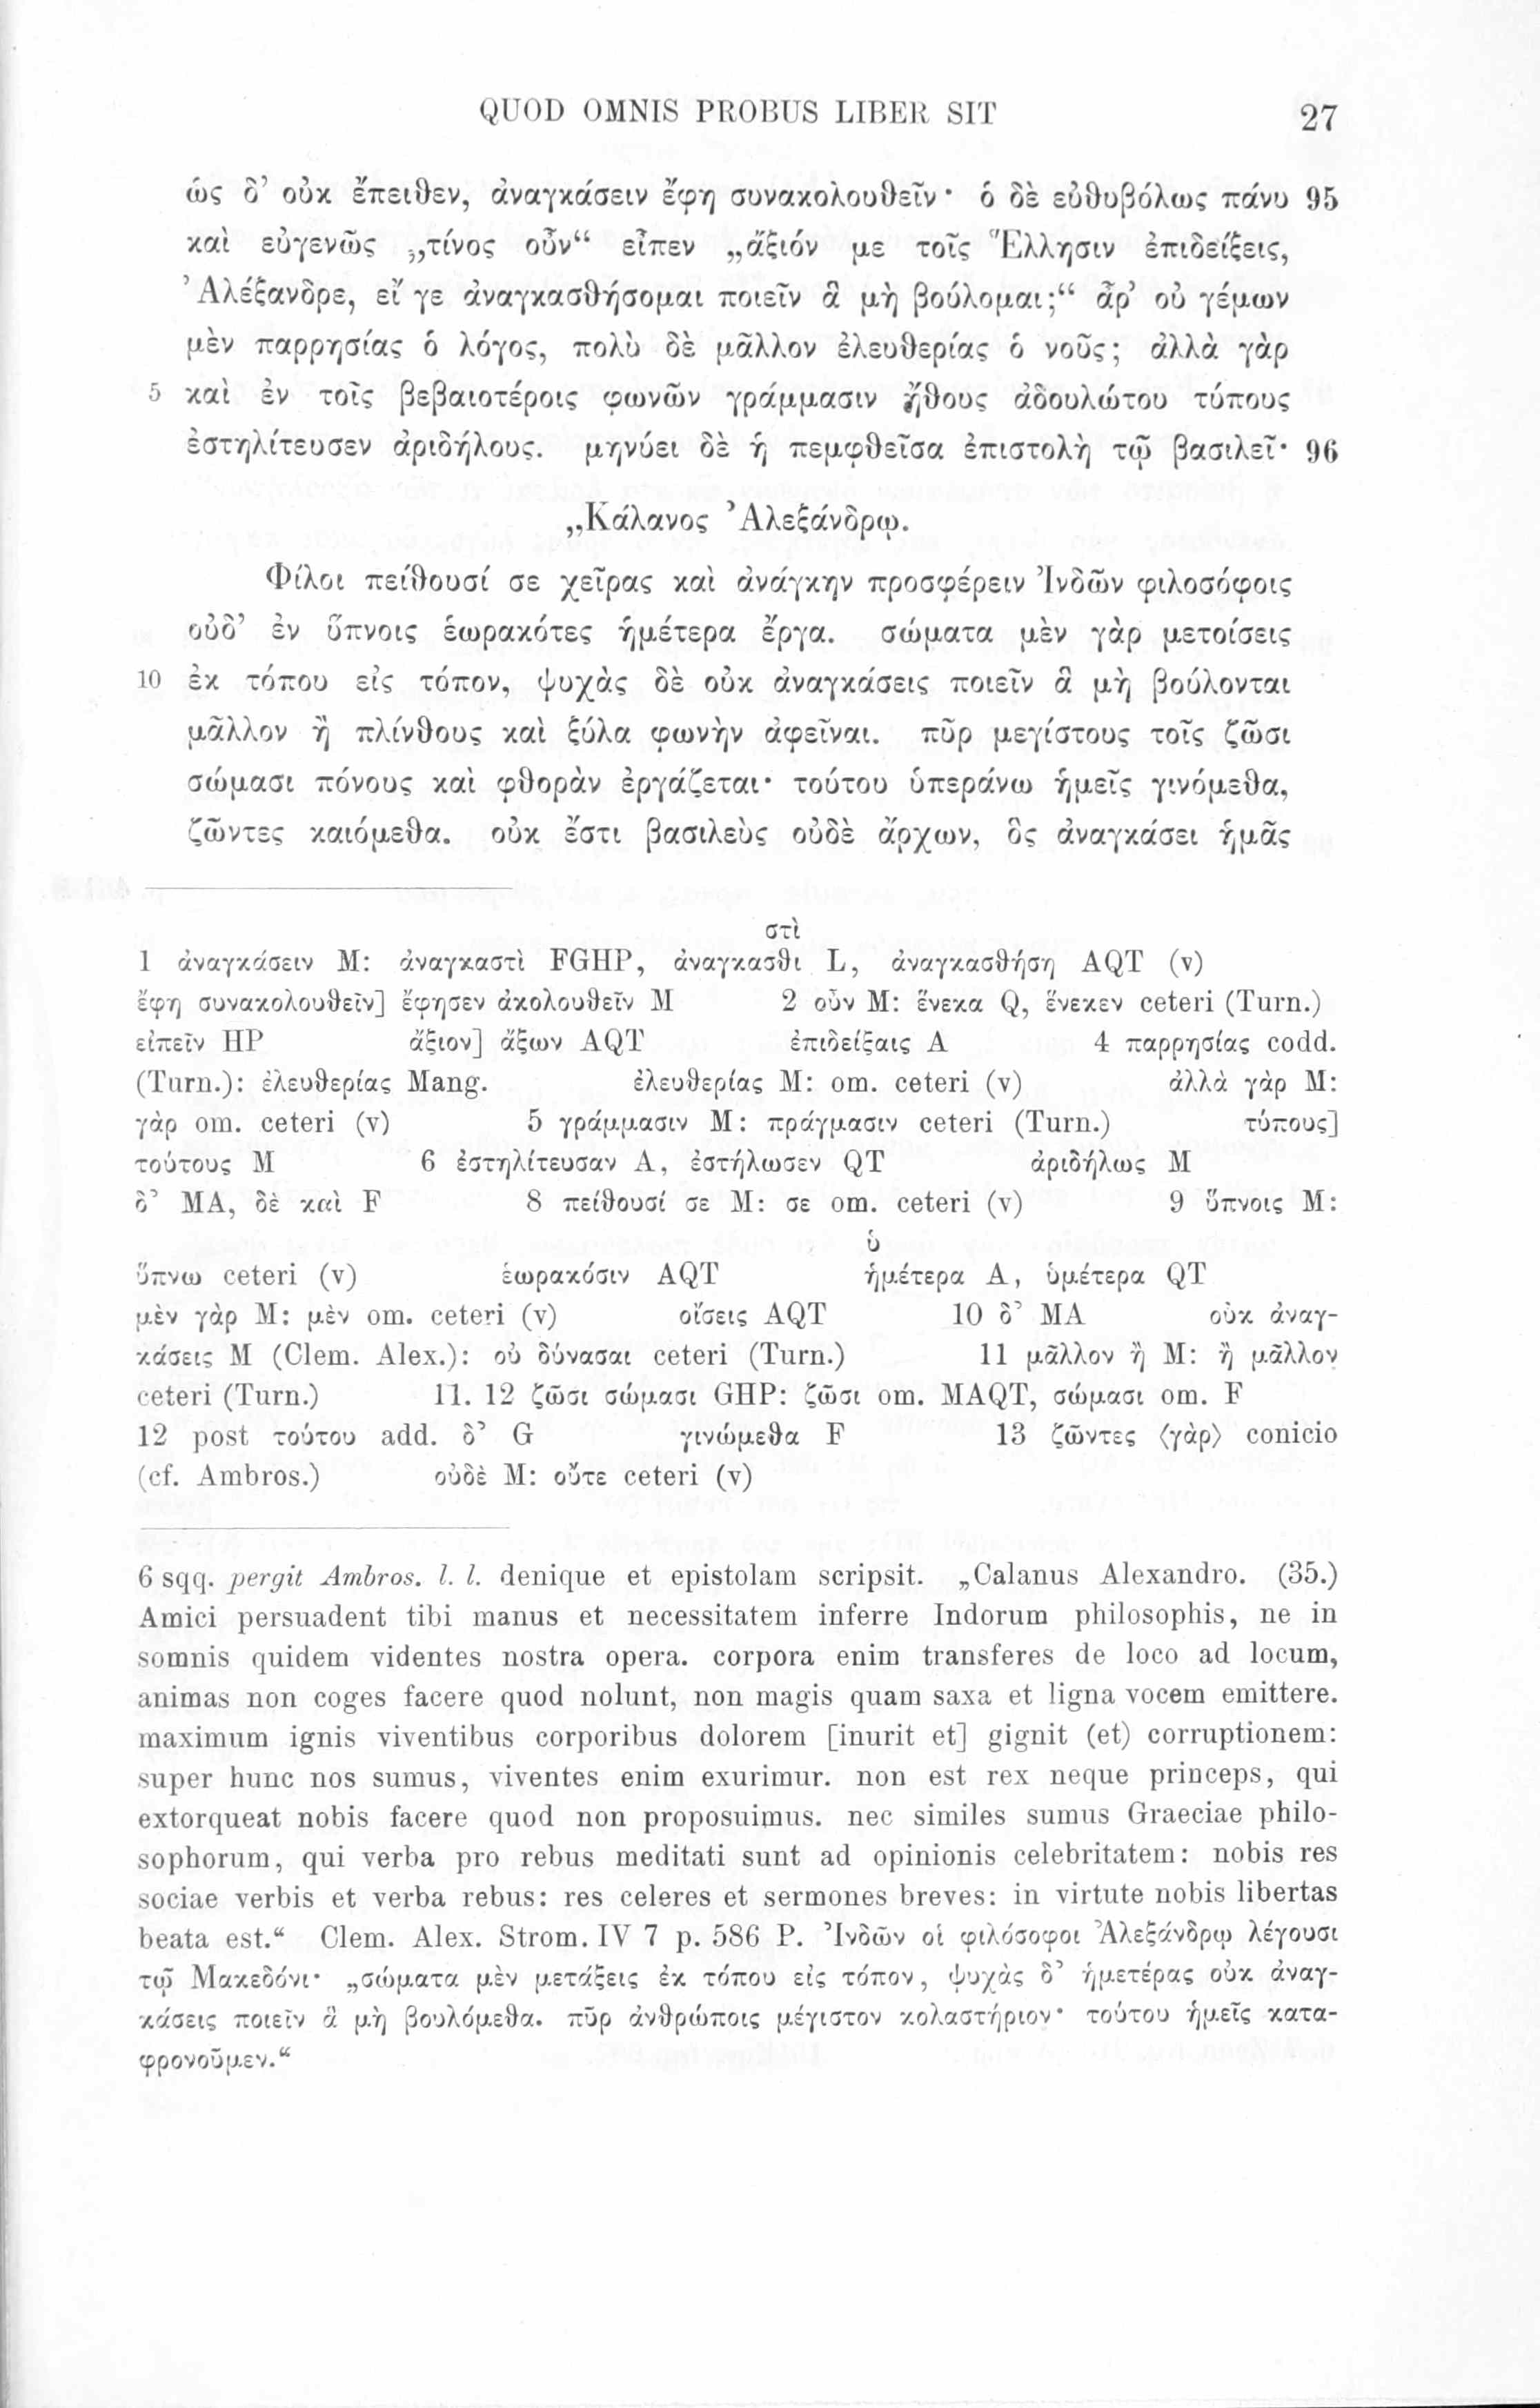 QUOD OMNIS PROBUS LIBER SIT 27
ὡς δ’ οὐκ ἔπειθεν, ἀναγκάσειν ἔφη συνακολουθεῖν· ὁ δὲ εὐθυβόλως πάνυ 95
καὶ εὐγενῶς „τίνος οὖν“ εἶπεν „ἄξιόν με τοῖς Ἕλλησιν ἐπιδείξεις,
Ἀλέξανδρε, εἴ γε ἀναγκασθήσομαι ποιεῖν ἃ μὴ βούλομαι;“ ἆρ’ οὐ γέμων
μὲν παρρησίας ὁ λόγος, πολὺ δὲ μᾶλλον ἐλευθερίας ὁ νοῦς; ἀλλὰ γὰρ
5 καὶ ἐν τοῖς βεβαιοτέροις φωνῶν γράμμασιν ἤθους ἀδουλώτου τύπους
ἐστηλίτευσεν ἀριδήλους. μηνύει δὲ ἡ πεμφθεῖσα ἐπιστολὴ τῷ βασιλεῖ· 96
„Κάλανος Ἀλεξάνδρῳ.
Φίλοι πείθουσί σε χεῖρας καὶ ἀνάγκην προσφέρειν Ἰνδῶν φιλοσόφοις
οὐδ’ ἐν ὕπνοις ἑωρακότες ἡμέτερα ἔργα. σώματα μὲν γὰρ μετοίσεις
10 ἐκ τόπου εἰς τόπον, ψυχὰς δὲ οὐκ ἀναγκάσεις ποιεῖν ἃ μὴ βούλονται
μᾶλλον ἢ πλίνθους καὶ ξύλα φωνὴν ἀφεῖναι. πῦρ μεγίστους τοῖς ζῶσι
σώμασι πόνους καὶ φθορὰν ἐργάζεται· τούτου ὑπεράνω ἡμεῖς γινόμεθα,
ζῶντες καιόμεθα. οὐκ ἔστι βασιλεὺς οὐδὲ ἄρχων, ὃς ἀναγκάσει ἡμᾶς
στὶ
1 ἀναγκάσειν M: ἀναγκαστὶ FGHP, ἀναγκασθι L, ἀναγκασθήσῃ AQT (v)
ἔφη συνακολουθεῖν] ἔφησεν ἀκολουθεῖν M 2 οὖν M: ἕνεκα Q, ἕνεκεν ceteri (Turn.)
εἰπεῖν HP ἄξιον] ἄξων AQT ἐπιδείξαις A 4 παρρησίας codd.
(Turn.): ἐλευθερίας Mang. ἐλευθερίας M: om. ceteri (v) ἀλλὰ γὰρ M:
γὰρ om. ceteri (v) 5 γράμμασιν M: πράγμασιν ceteri (Turn.) τύπους]
τούτους M 6 ἐστηλίτευσαν A, ἐστήλωσεν QT ἀριδήλως M
δ’ MA, δὲ καὶ F 8 πείθουσί σε M: σε om. ceteri (v) 9 ὕπνοις M:
ὑ
ὕπνω ceteri (v) ἑωρακόσιν AQT ἡμέτερα A, ὑμέτερα QT
μὲν γὰρ M: μὲν om. ceteri (v) οἴσεις AQT 10 δ’ MA οὐκ ἀναγ-
κάσεις M (Clem. Alex.): οὐ δύνασαι ceteri (Turn.) 11 μᾶλλον ἢ M: ἢ μᾶλλον
ceteri (Turn.) 11. 12 ζῶσι σώμασι GHP: ζῶσι om. MAQT, σώμασι om. F
12 post τούτου add. δ’ G γινώμεθα F 13 ζῶντες ⟨γὰρ⟩ conicio
(cf. Ambros.) οὐδὲ M: οὔτε ceteri (v)
6 sqq. pergit Ambros. l. l. denique et epistolam scripsit. „Calanus Alexandro. (35.)
Amici persuadent tibi manus et necessitatem inferre Indorum philosophis, ne in
somnis quidem videntes nostra opera. corpora enim transferes de loco ad locum,
animas non coges facere quod nolunt, non magis quam saxa et ligna vocem emittere.
maximum ignis viventibus corporibus dolorem [inurit et] gignit (et) corruptionem:
super hunc nos sumus, viventes enim exurimur. non est rex neque princeps, qui
extorqueat nobis facere quod non proposuimus. nec similes sumus Graeciae philo-
sophorum, qui verba pro rebus meditati sunt ad opinionis celebritatem: nobis res
sociae verbis et verba rebus: res celeres et sermones breves: in virtute nobis libertas
beata est.“ Clem. Alex. Strom. IV 7 p. 586 P. Ἰνδῶν οἱ φιλόσοφοι Ἀλεξάνδρῳ λέγουσι
τῷ Μακεδόνι· „σώματα μὲν μετάξεις ἐκ τόπου εἰς τόπον, ψυχὰς δ’ ἡμετέρας οὐκ ἀναγ-
κάσεις ποιεῖν ἃ μὴ βουλόμεθα. πῦρ ἀνθρώποις μέγιστον κολαστήριον· τούτου ἡμεῖς κατα-
φρονοῦμεν.“